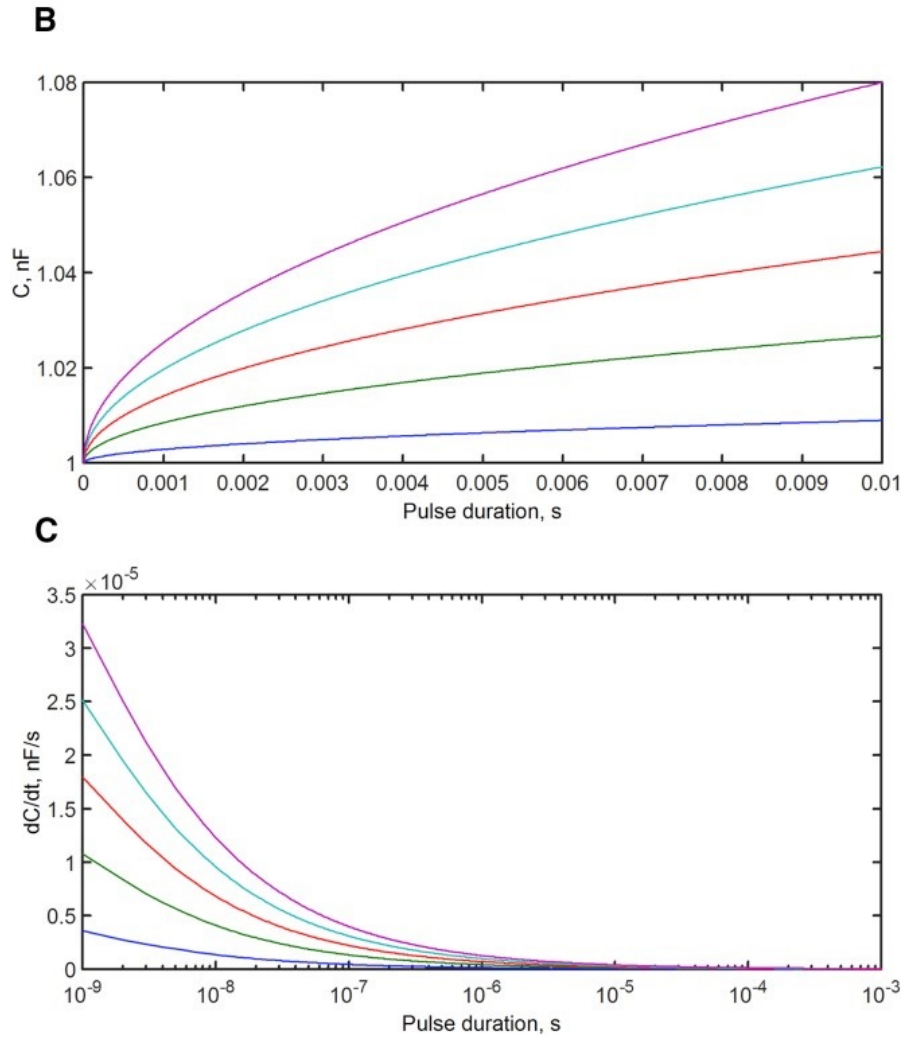 B
1.08
1.06
1.04
1.02
1
C, nF
0 0.001 0.002 0.003 0.004 0.005 0.006 0.007 0.008 0.009 0.01
Pulse duration, s
C
×10⁻⁵
3.5
3
2.5
2
1.5
1
0.5
0
dC/dt, nF/s
10⁻⁹ 10⁻⁸ 10⁻⁷ 10⁻⁶ 10⁻⁵ 10⁻⁴ 10⁻³
Pulse duration, s